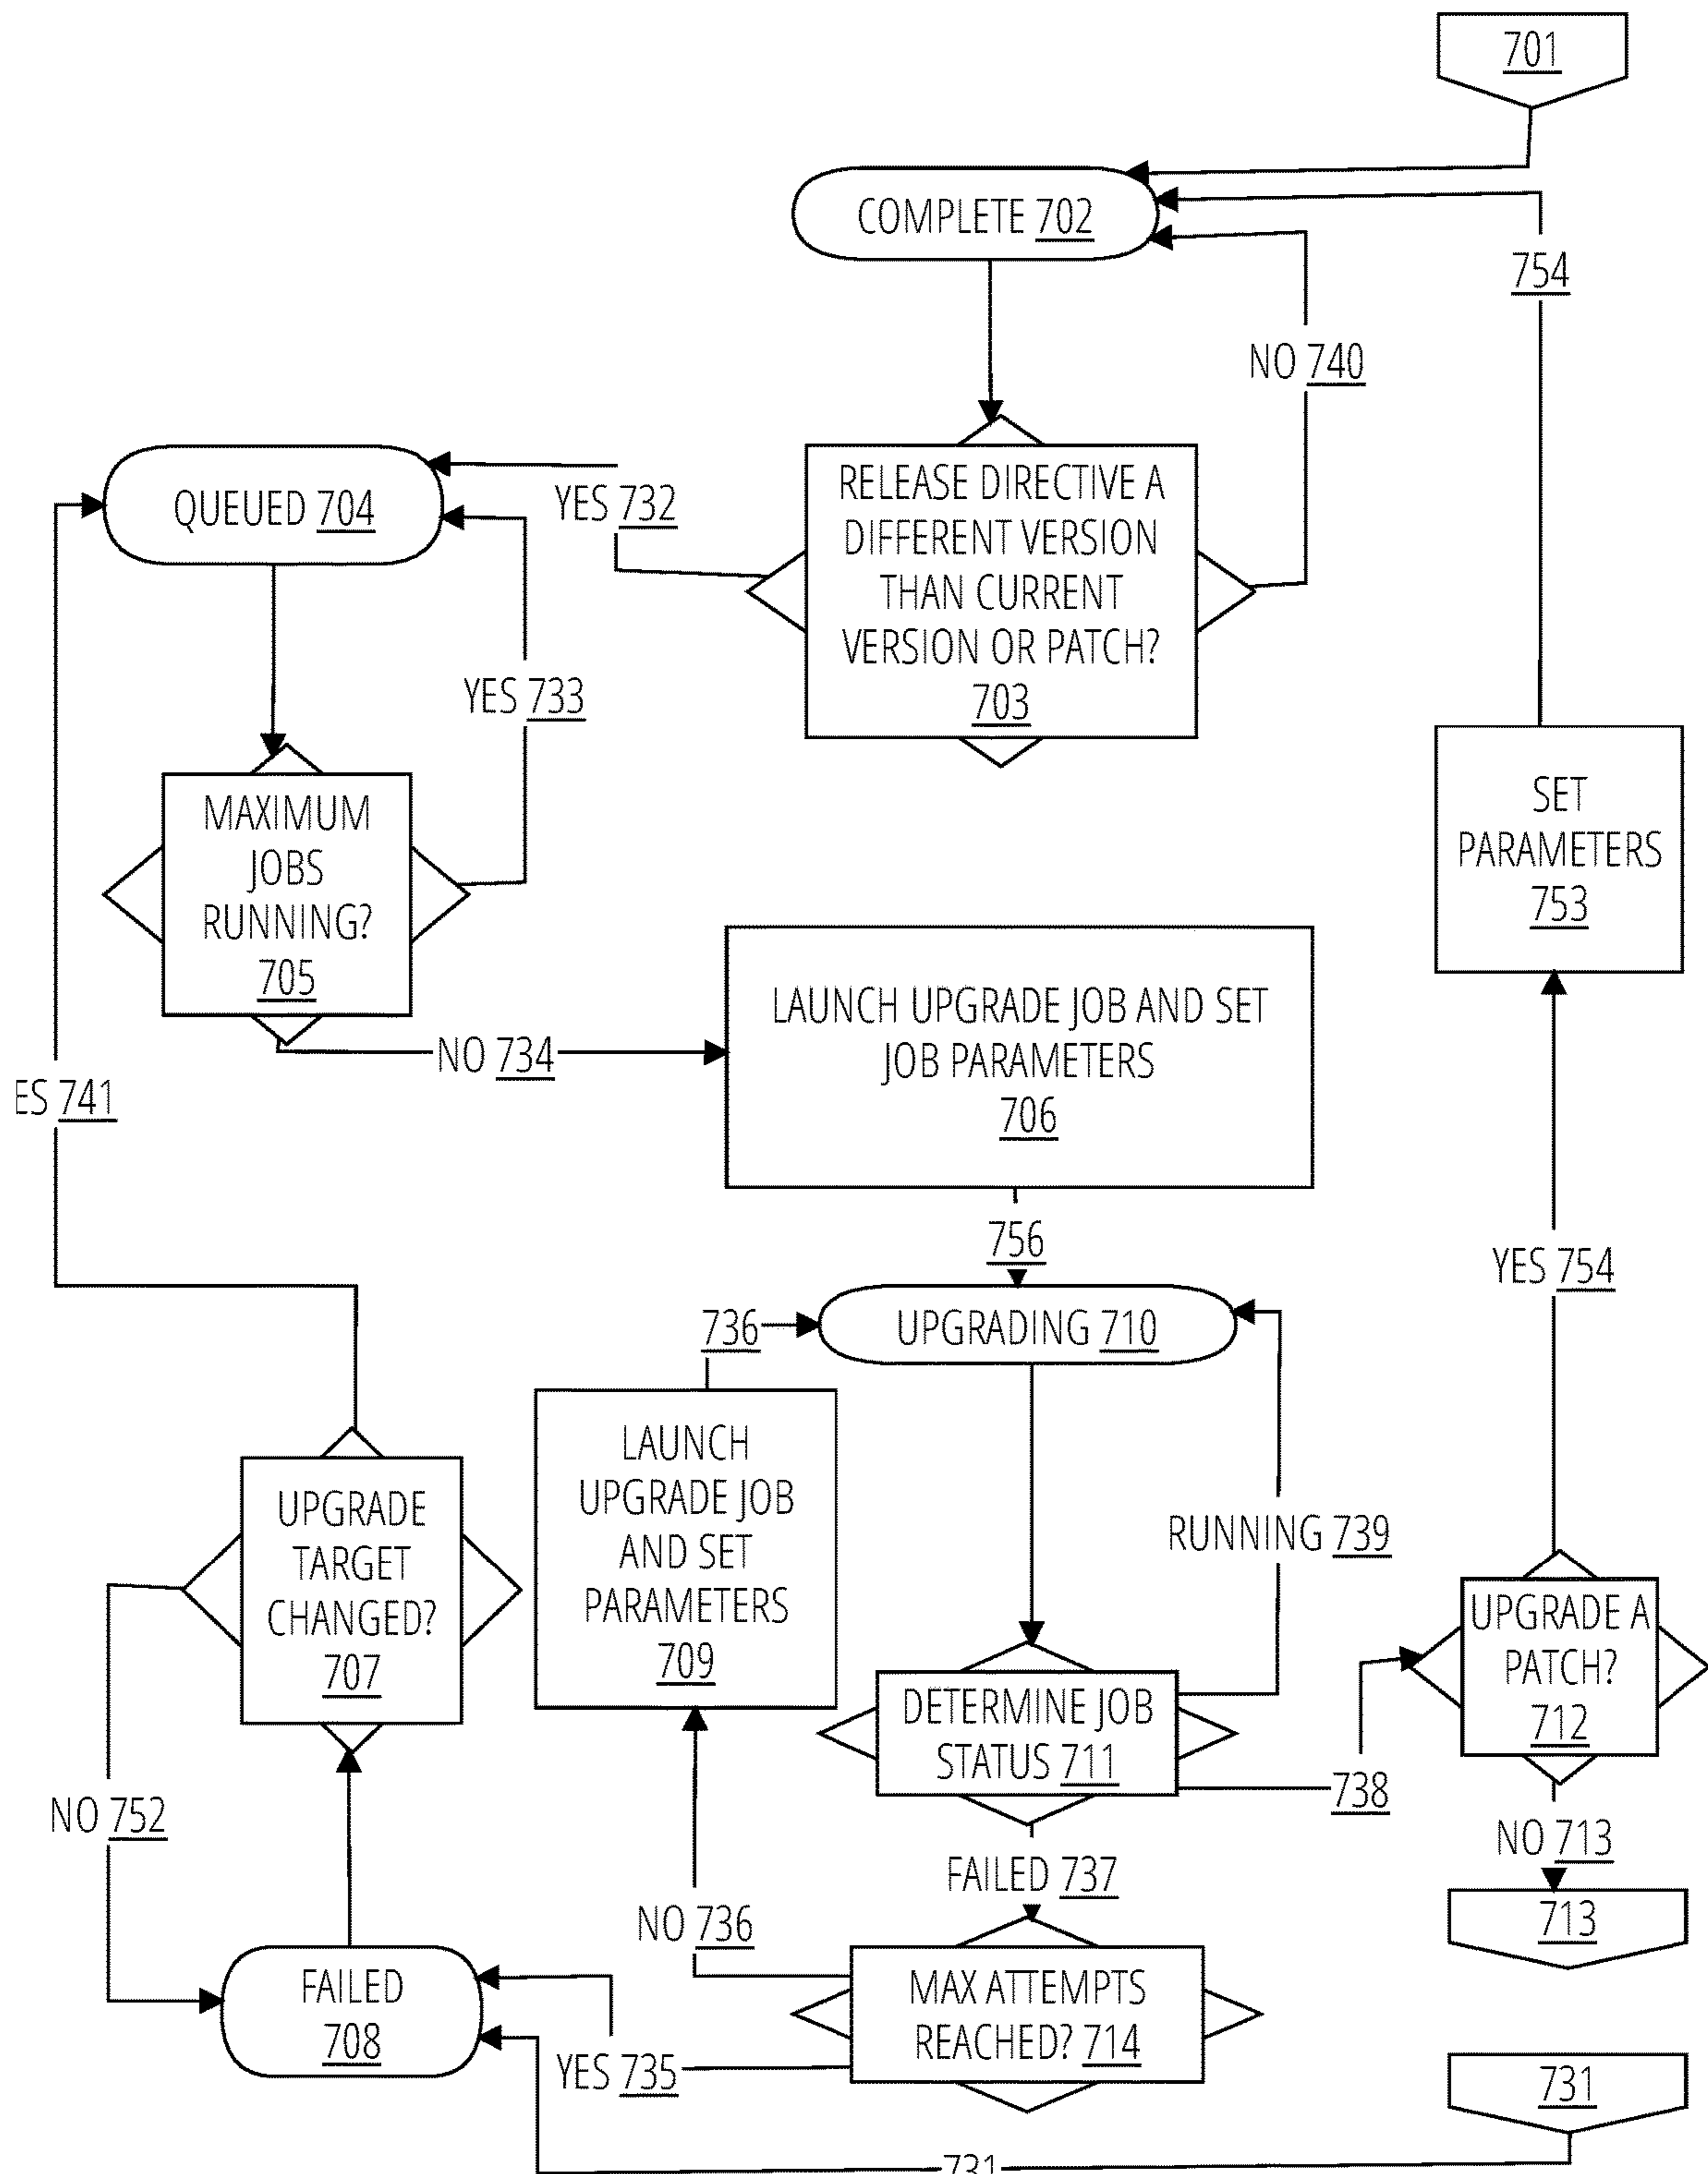 701
COMPLETE 702
754
NO 740
QUEUED 704
YES 732
RELEASE DIRECTIVE A
DIFFERENT VERSION
THAN CURRENT
VERSION OR PATCH?
703
YES 733
MAXIMUM
JOBS
RUNNING?
705
SET
PARAMETERS
753
LAUNCH UPGRADE JOB AND SET
JOB PARAMETERS
706
NO 734
ES 741
756
YES 754
736
UPGRADING 710
LAUNCH
UPGRADE JOB
AND SET
PARAMETERS
709
UPGRADE
TARGET
CHANGED?
707
RUNNING 739
UPGRADE A
PATCH?
712
DETERMINE JOB
STATUS 711
738
NO 752
NO 713
FAILED 737
NO 736
713
FAILED
708
MAX ATTEMPTS
REACHED? 714
YES 735
731
731